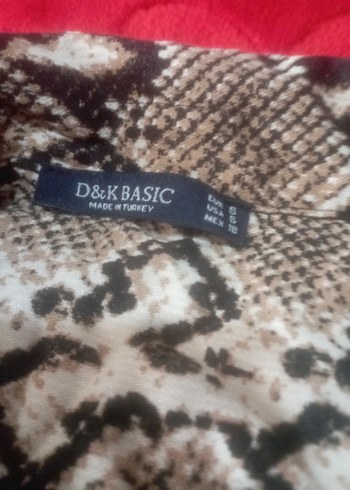 D&K BASIC
MADE IN TURKEY
EUR S
USA S
MEX 18